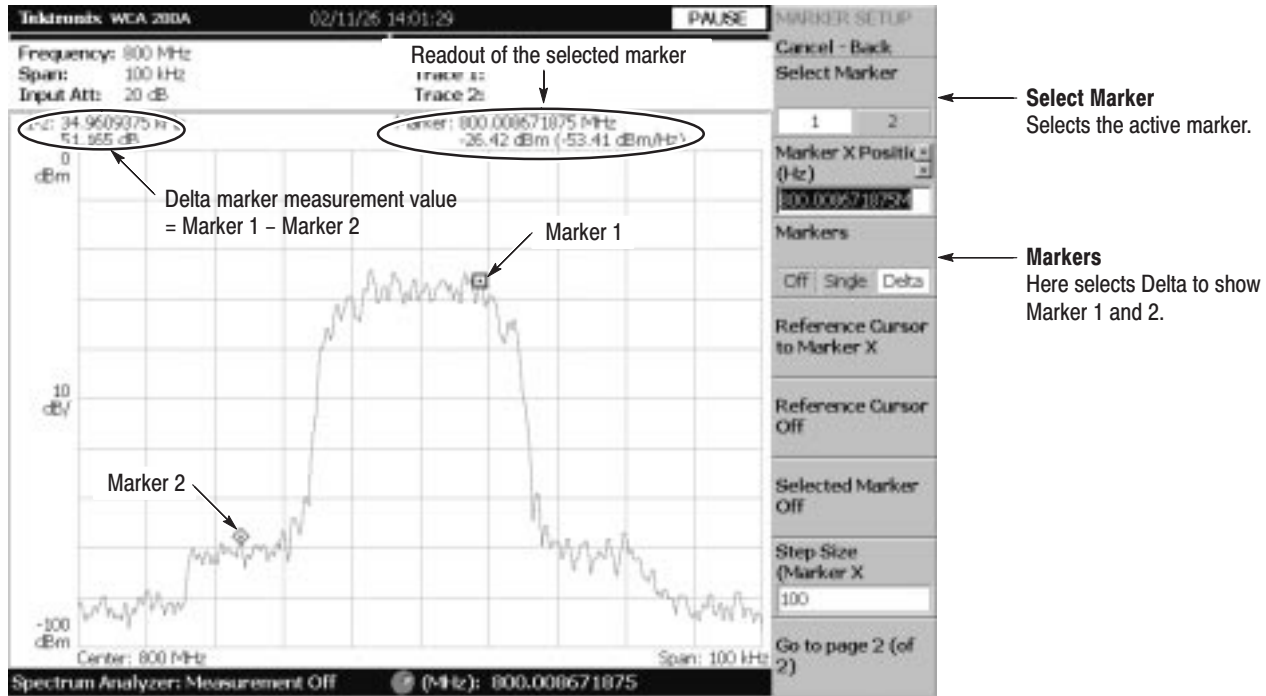 Tektronix WCA 200A 02/11/26 14:01:29 PAUSE
MARKER SETUP
Frequency: 800 MHz
Span: 100 kHz
Input Att: 20 dB
Readout of the selected marker
Trace 1:
Trace 2:
34.9609375
51.165 dB
Marker: 800.008671875 MHz
-26.42 dBm (-53.41 dBm/Hz)
0
dBm
Delta marker measurement value
= Marker 1 – Marker 2
Marker 1
10
dB/
Marker 2
-100
dBm
Center: 800 MHz Span: 100 kHz
Spectrum Analyzer: Measurement Off (MHz): 800.008671875
Cancel - Back
Select Marker
1 2
Marker X Positic
(Hz)
800.008671875M
Markers
Off Single Delta
Reference Cursor
to Marker X
Reference Cursor
Off
Selected Marker
Off
Step Size
(Marker X
100
Go to page 2 (of
2)
Select Marker
Selects the active marker.
Markers
Here selects Delta to show
Marker 1 and 2.